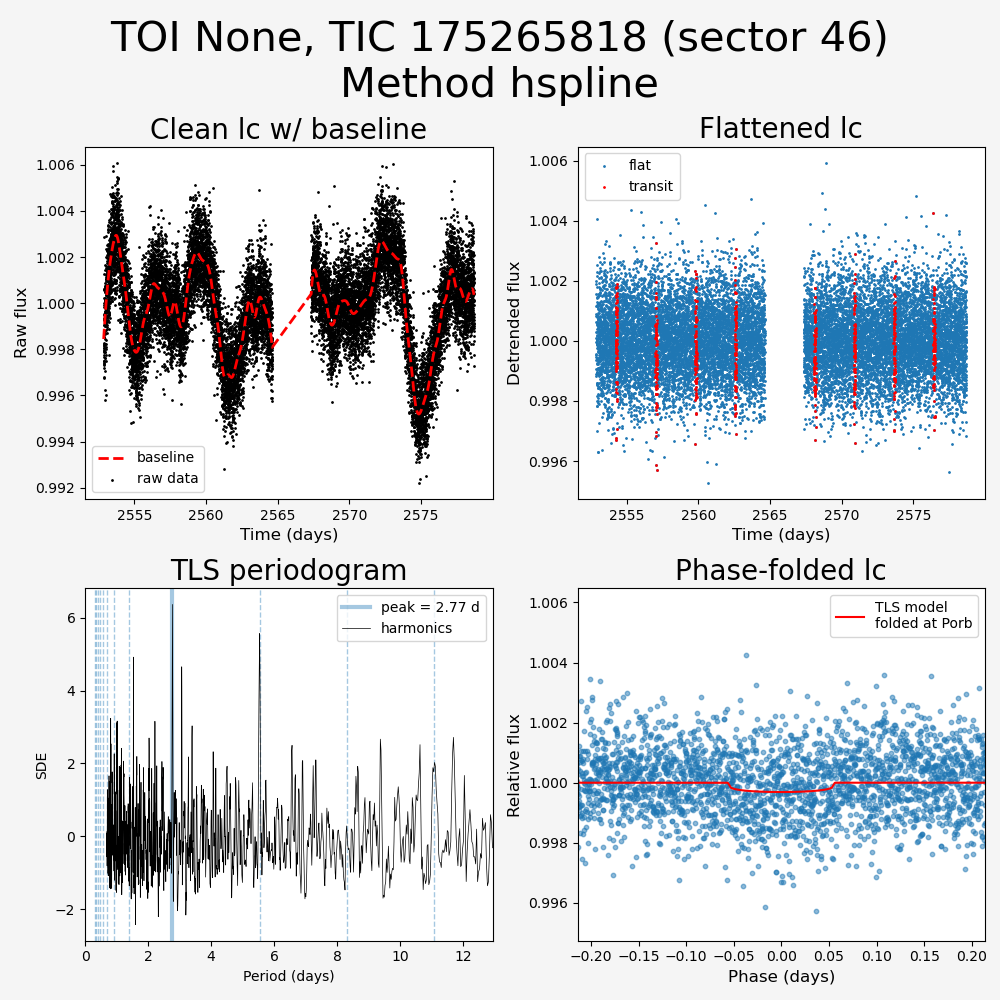 TOI None, TIC 175265818 (sector 46)
Method hspline
Clean lc w/ baseline
Raw flux
1.006
1.004
1.002
1.000
0.998
0.996
0.994
0.992
baseline
raw data
2555
2560
2565
2570
2575
Time (days)
Flattened lc
Detrended flux
1.006
1.004
1.002
1.000
0.998
0.996
flat
transit
2555
2560
2565
2570
2575
Time (days)
TLS periodogram
SDE
6
4
2
0
−2
peak = 2.77 d
harmonics
0
2
4
6
8
10
12
Period (days)
Phase-folded lc
Relative flux
1.006
1.004
1.002
1.000
0.998
0.996
TLS model
folded at Porb
−0.20
−0.15
−0.10
−0.05
0.00
0.05
0.10
0.15
0.20
Phase (days)